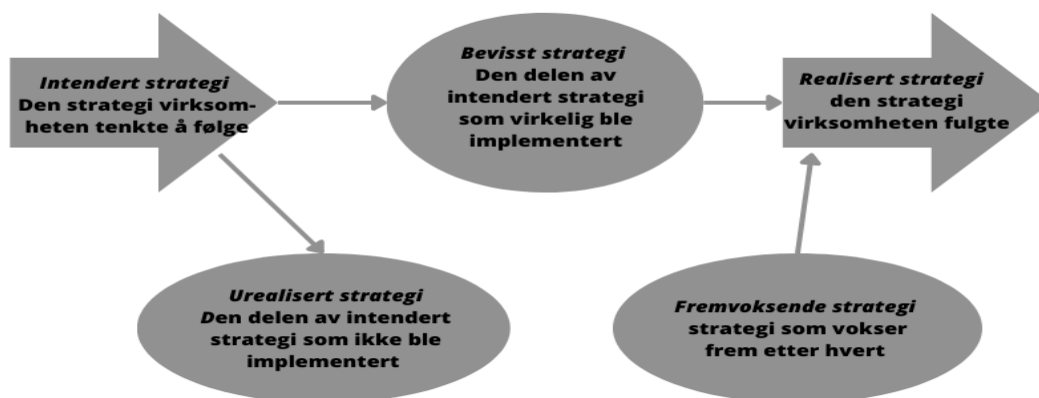 Intendert strategi
Den strategi virksom-
heten tenkte å følge
Bevisst strategi
Den delen av
intendert strategi
som virkelig ble
implementert
Realisert strategi
den strategi
virksomheten fulgte
Urealisert strategi
Den delen av intendert
strategi som ikke ble
implementert
Fremvoksende strategi
strategi som vokser
frem etter hvert